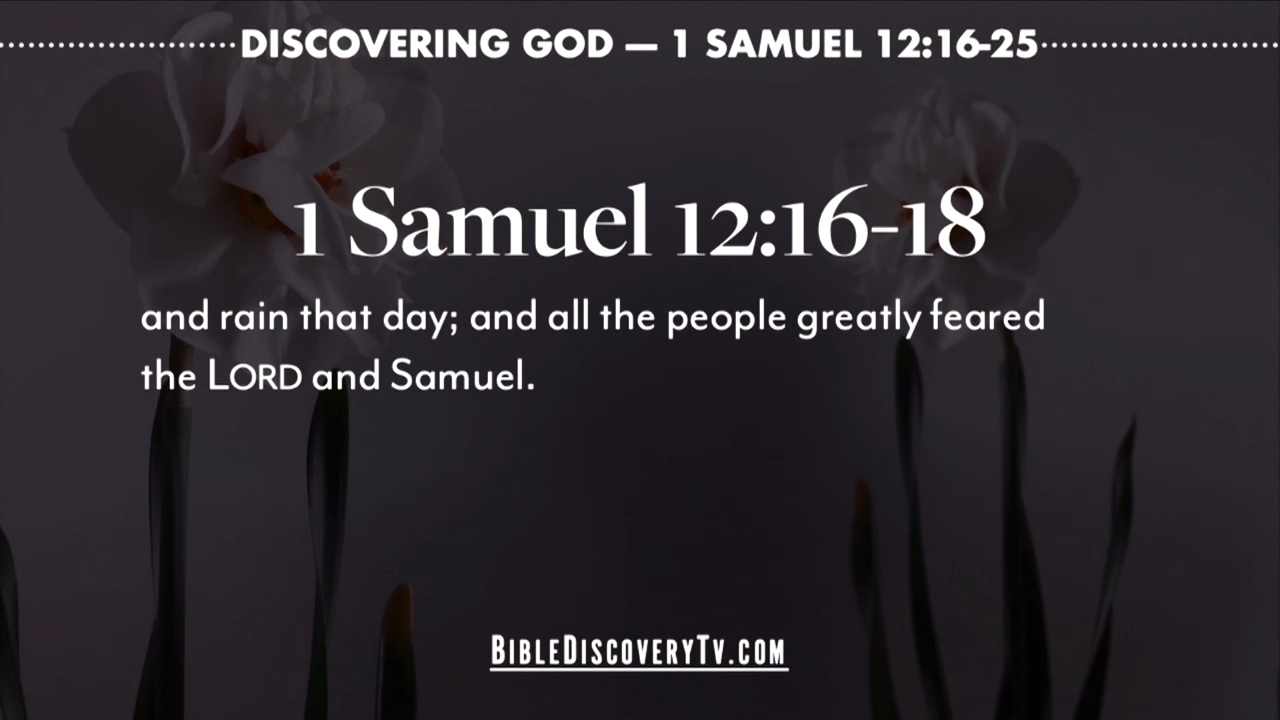 DISCOVERING GOD — 1 SAMUEL 12:16-25
1 Samuel 12:16-18
and rain that day; and all the people greatly feared
the LORD and Samuel.
BIBLEDISCOVERYTV.COM